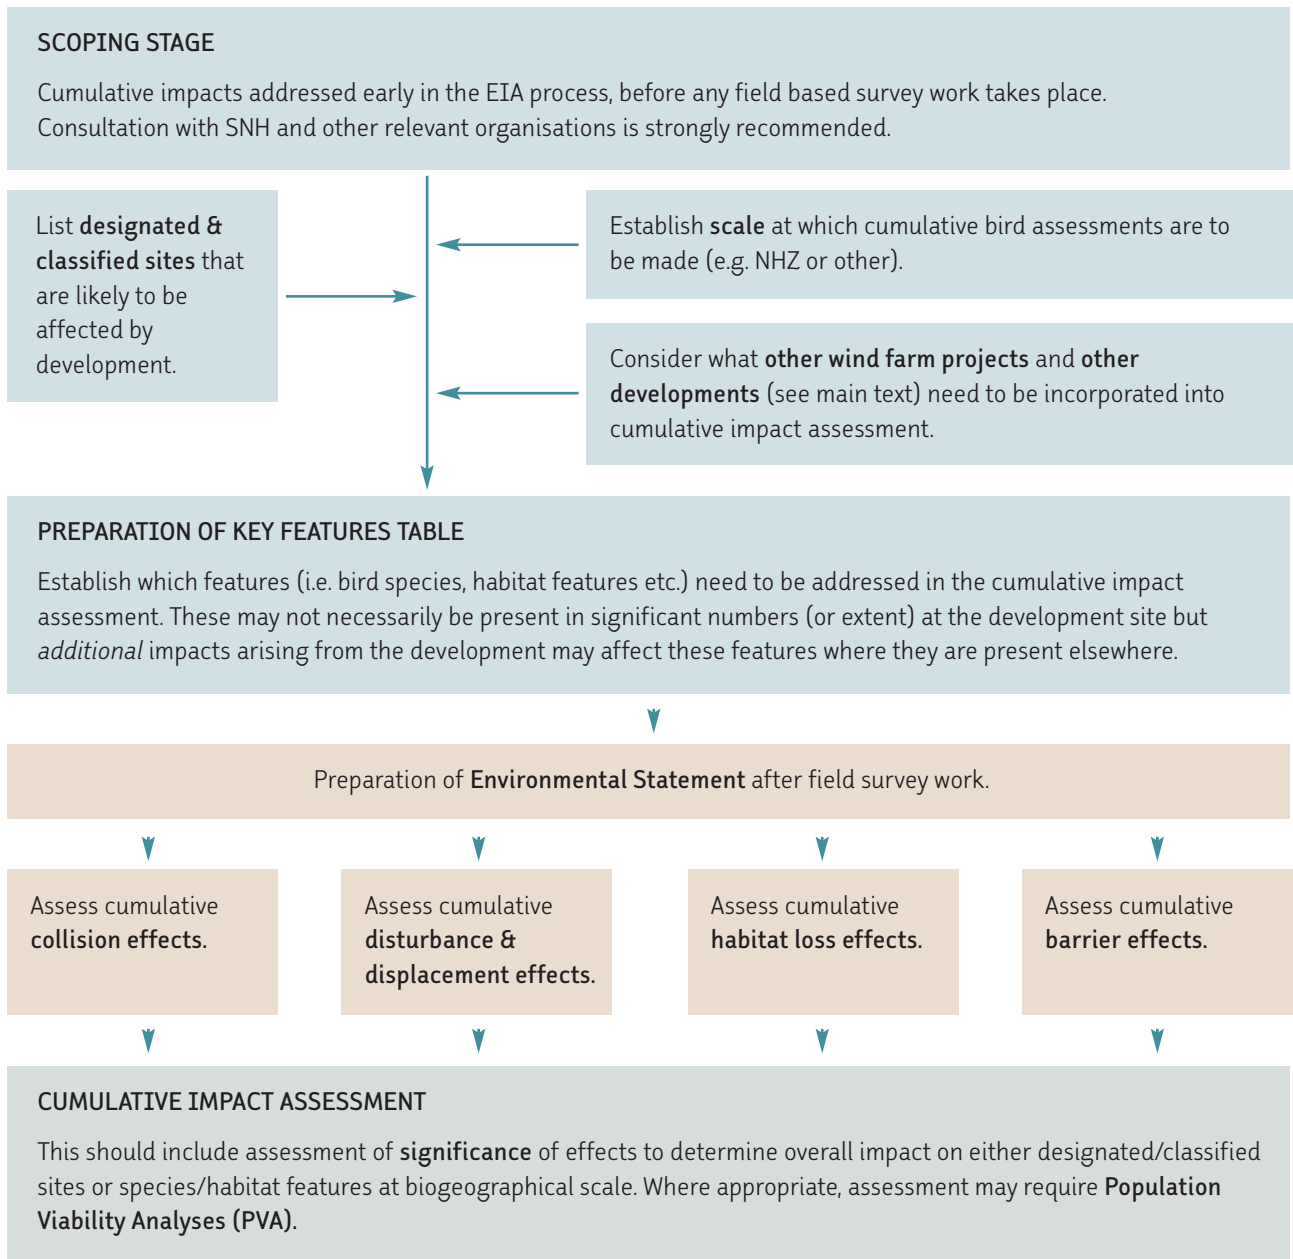 SCOPING STAGE
Cumulative impacts addressed early in the EIA process, before any field based survey work takes place.
Consultation with SNH and other relevant organisations is strongly recommended.
List designated &
classified sites that
are likely to be
affected by
development.
Establish scale at which cumulative bird assessments are to
be made (e.g. NHZ or other).
Consider what other wind farm projects and other
developments (see main text) need to be incorporated into
cumulative impact assessment.
PREPARATION OF KEY FEATURES TABLE
Establish which features (i.e. bird species, habitat features etc.) need to be addressed in the cumulative impact
assessment. These may not necessarily be present in significant numbers (or extent) at the development site but
additional impacts arising from the development may affect these features where they are present elsewhere.
Preparation of Environmental Statement after field survey work.
Assess cumulative
collision effects.
Assess cumulative
disturbance &
displacement effects.
Assess cumulative
habitat loss effects.
Assess cumulative
barrier effects.
CUMULATIVE IMPACT ASSESSMENT
This should include assessment of significance of effects to determine overall impact on either designated/classified
sites or species/habitat features at biogeographical scale. Where appropriate, assessment may require Population
Viability Analyses (PVA).